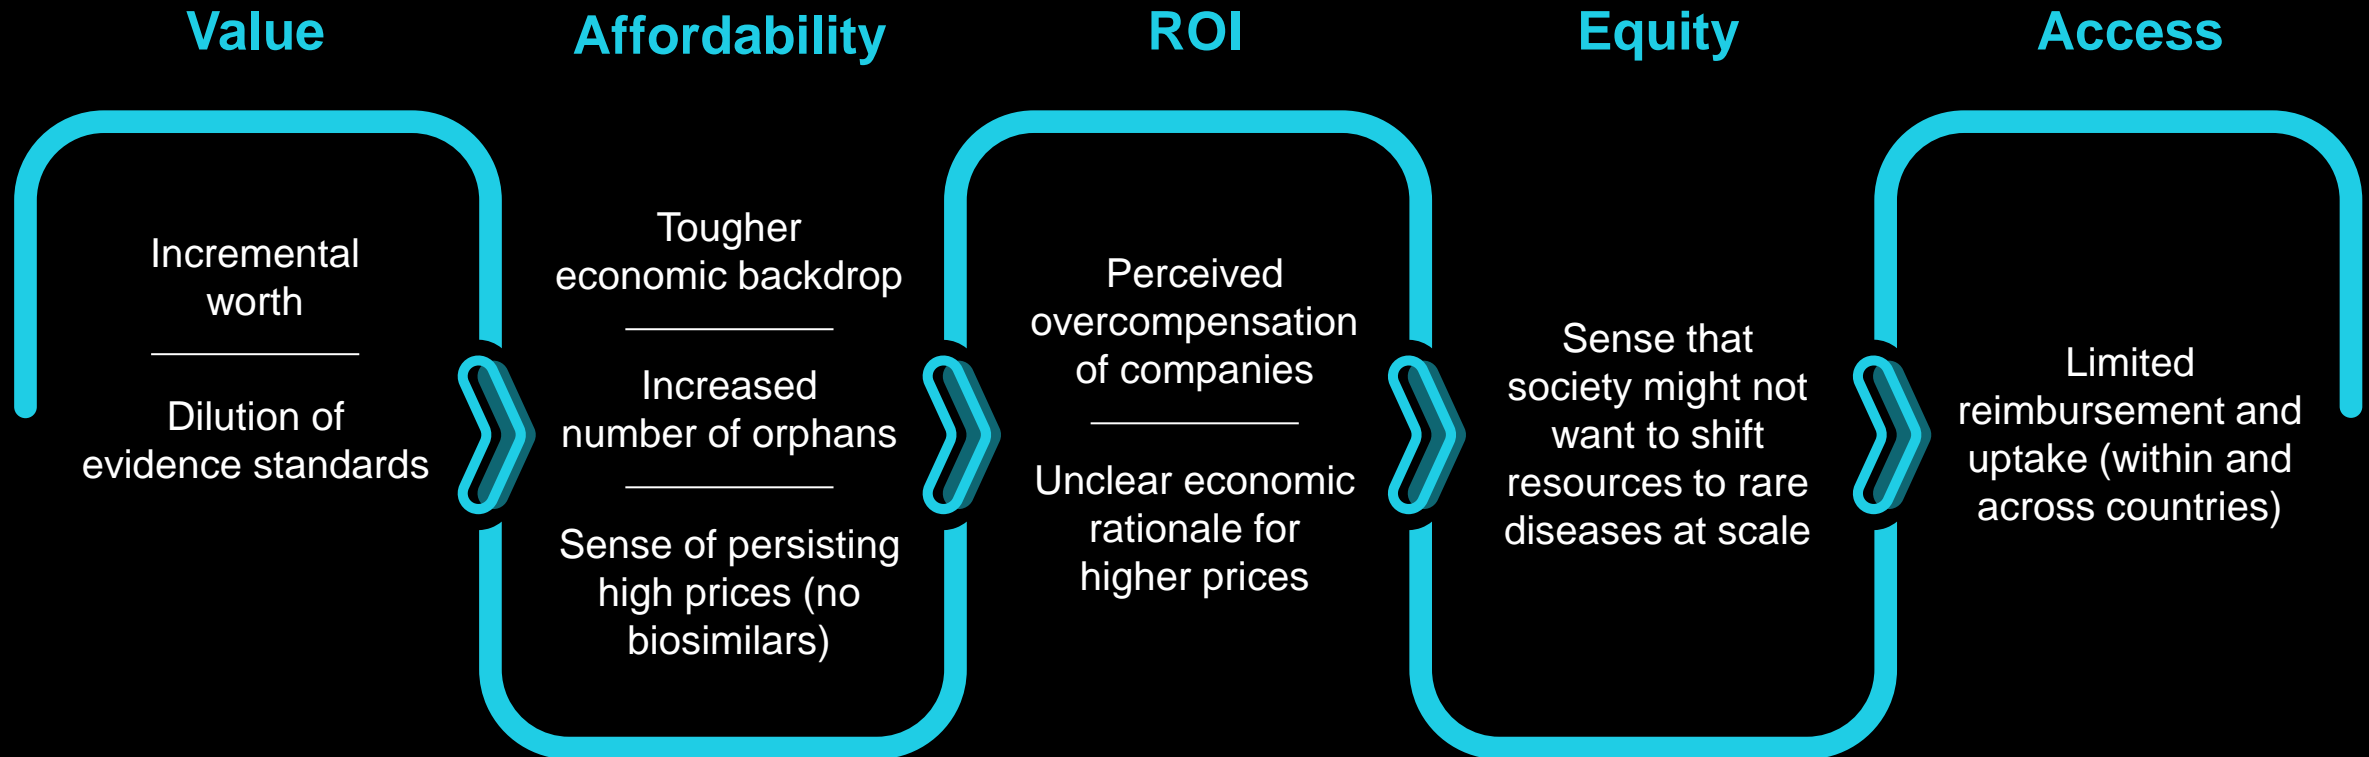 Value
Incremental
worth
Dilution of
evidence standards
Affordability
Tougher
economic backdrop
Increased
number of orphans
Sense of persisting
high prices (no
biosimilars)
ROI
Perceived
overcompensation
of companies
Unclear economic
rationale for
higher prices
Equity
Sense that
society might not
want to shift
resources to rare
diseases at scale
Access
Limited
reimbursement and
uptake (within and
across countries)